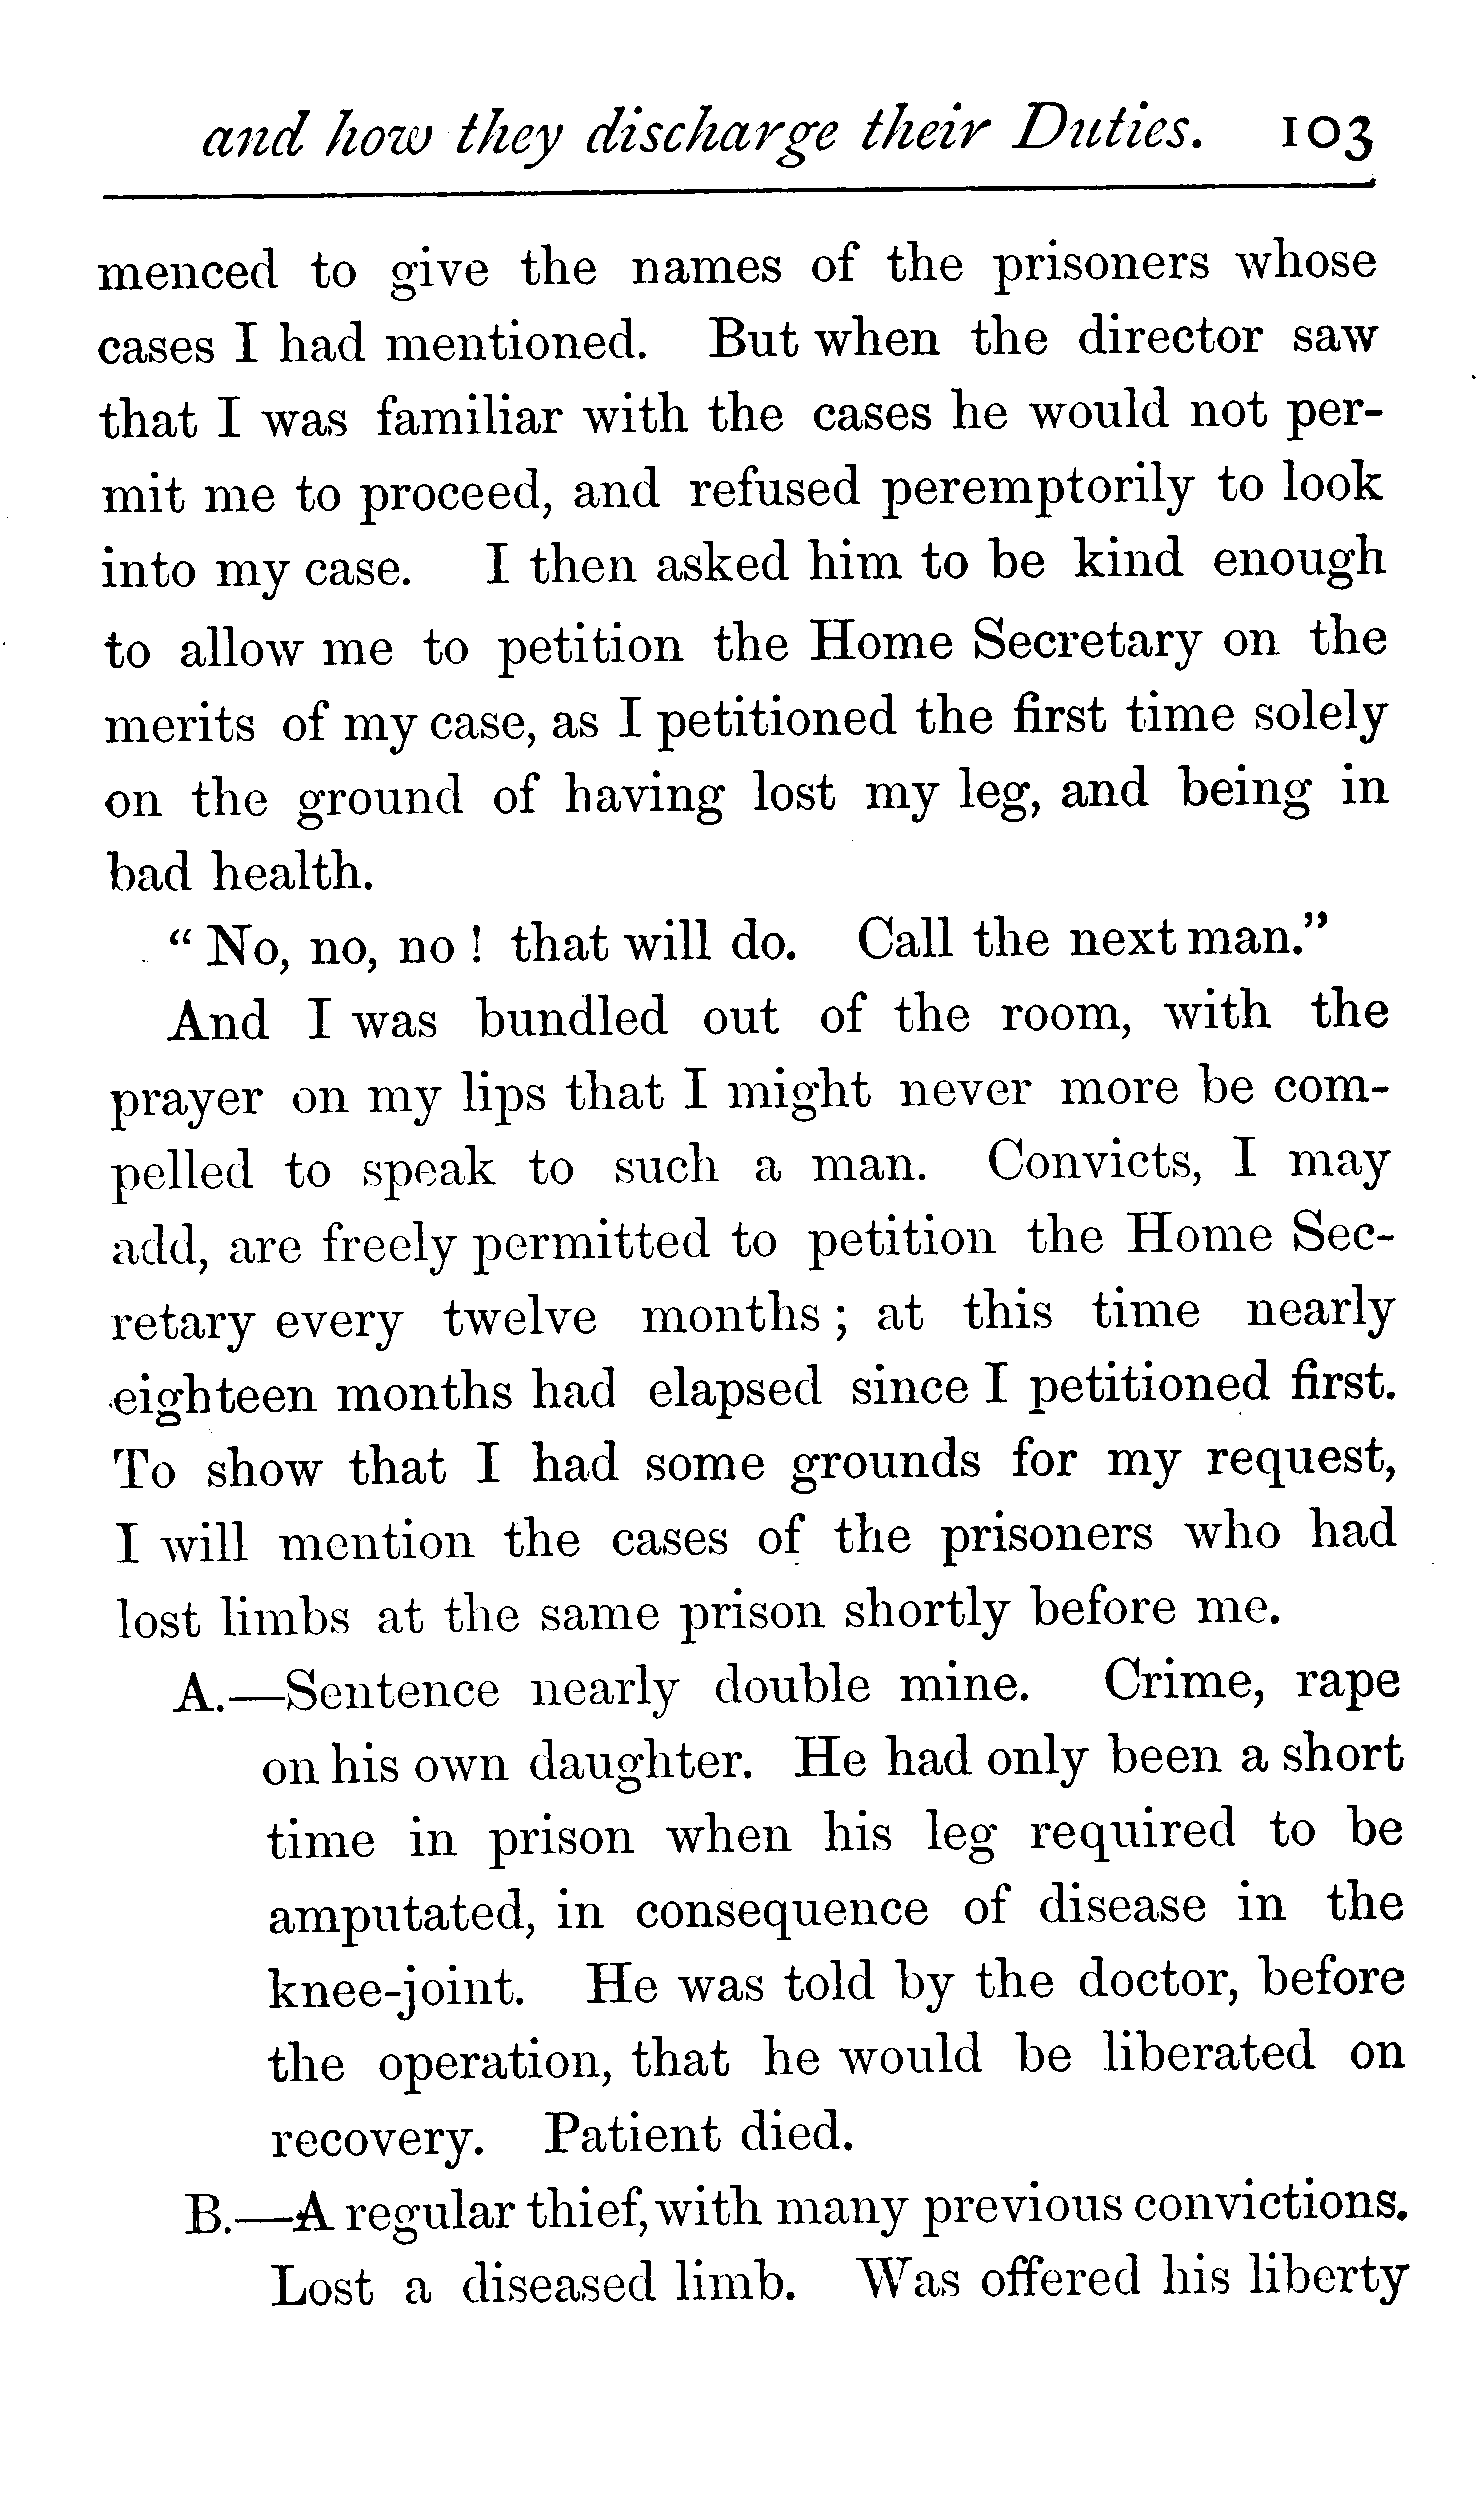 and how they discharge their Duties. 103
menced to give the names of the prisoners whose
cases I had mentioned. But when the director saw
that I was familiar with the cases he would not per-
mit me to proceed, and refused peremptorily to look
into my case. I then asked him to be kind enough
to allow me to petition the Home Secretary on the
merits of my case, as I petitioned the first time solely
on the ground of having lost my leg, and being in
bad health.
“ No, no, no ! that will do. Call the next man.”
And I was bundled out of the room, with the
prayer on my lips that I might never more be com-
pelled to speak to such a man. Convicts, I may
add, are freely permitted to petition the Home Sec-
retary every twelve months ; at this time nearly
eighteen months had elapsed since I petitioned first.
To show that I had some grounds for my request,
I will mention the cases of the prisoners who had
lost limbs at the same prison shortly before me.
A.—Sentence nearly double mine. Crime, rape
on his own daughter. He had only been a short
time in prison when his leg required to be
amputated, in consequence of disease in the
knee-joint. He was told by the doctor, before
the operation, that he would be liberated on
recovery. Patient died.
B.—A regular thief, with many previous convictions.
Lost a diseased limb. Was offered his liberty